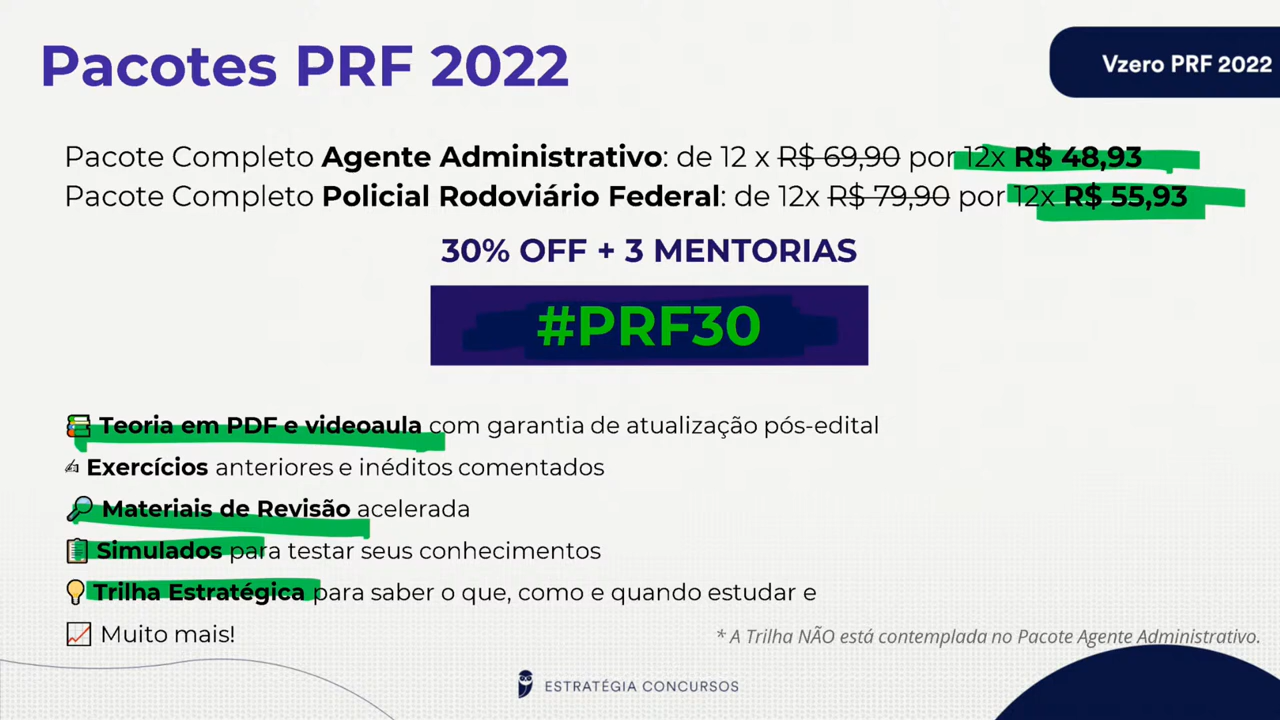 Pacotes PRF 2022
Vzero PRF 2022
Pacote Completo Agente Administrativo: de 12 x R$ 69,90 por 12x R$ 48,93
Pacote Completo Policial Rodoviário Federal: de 12x R$ 79,90 por 12x R$ 55,93
30% OFF + 3 MENTORIAS
#PRF30
Teoria em PDF e videoaula com garantia de atualização pós-edital
Exercícios anteriores e inéditos comentados
Materiais de Revisão acelerada
Simulados para testar seus conhecimentos
Trilha Estratégica para saber o que, como e quando estudar e
Muito mais!
* A Trilha NÃO está contemplada no Pacote Agente Administrativo.
ESTRATÉGIA CONCURSOS